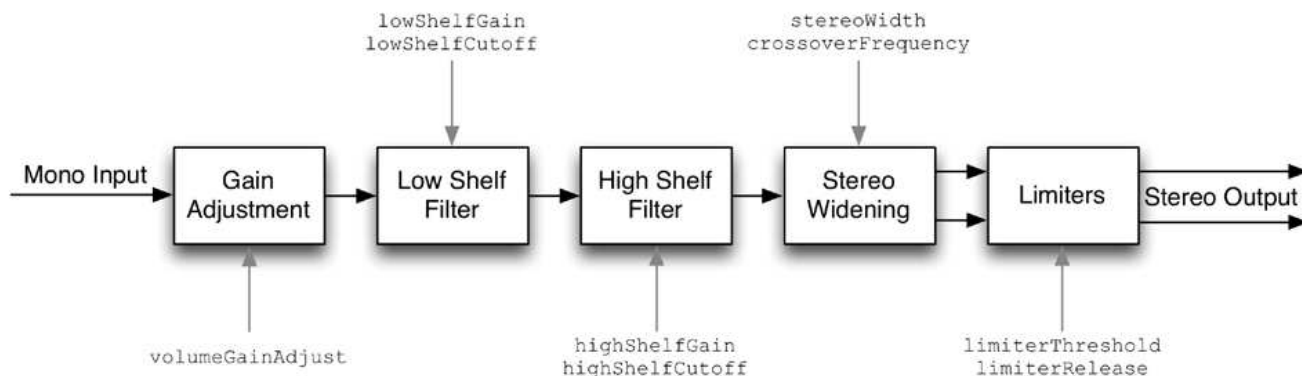 lowShelfGain
lowShelfCutoff
stereoWidth
crossoverFrequency
Mono Input
Gain
Adjustment
Low Shelf
Filter
High Shelf
Filter
Stereo
Widening
Limiters
Stereo Output
volumeGainAdjust
highShelfGain
highShelfCutoff
limiterThreshold
limiterRelease